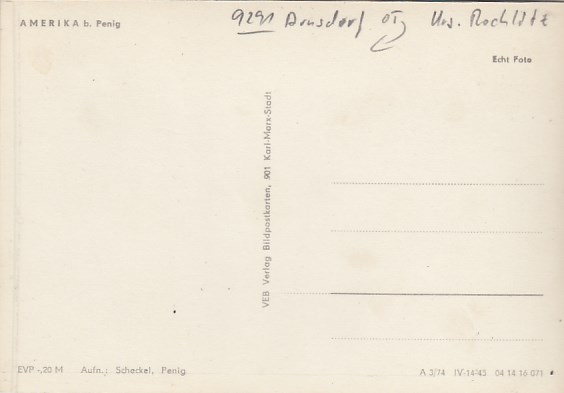 AMERIKA b. Penig
9291 Arnsdorf OT Krs. Rochlitz
Echt Foto
VEB Verlag Bildpostkarten, 901 Karl-Marx-Stadt
EVP -,20 M Aufn.: Scheckel, Penig
A 3/74 IV-14/45 04 14 16 071